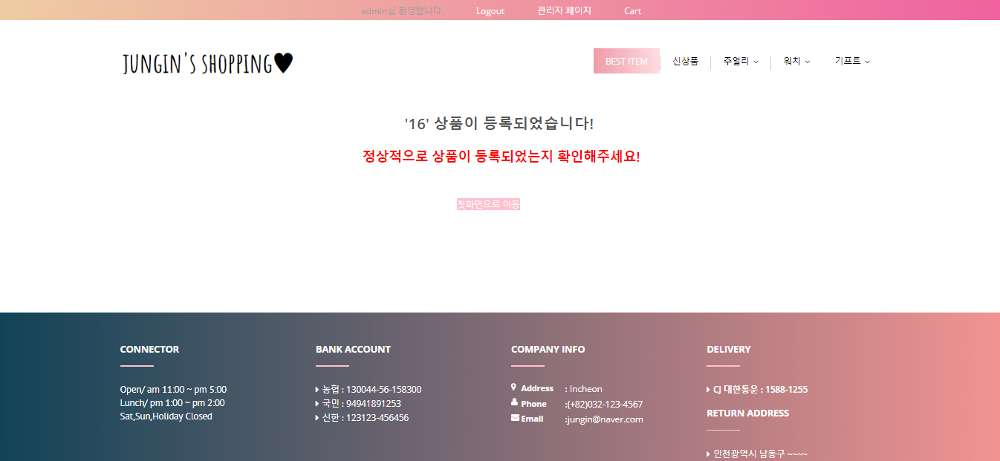 admin님 환영합니다. Logout 관리자 페이지 Cart
JUNGIN'S SHOPPING♥
BEST ITEM 신상품 주얼리 워치 기프트
'16' 상품이 등록되었습니다!
정상적으로 상품이 등록되었는지 확인해주세요!
첫화면으로 이동
CONNECTOR
Open/ am 11:00 ~ pm 5:00
Lunch/ pm 1:00 ~ pm 2:00
Sat,Sun,Holiday Closed
BANK ACCOUNT
농협 : 130044-56-158300
국민 : 94941891253
신한 : 123123-456456
COMPANY INFO
Address : Incheon
Phone :(+82)032-123-4567
Email :jungin@naver.com
DELIVERY
CJ 대한통운 : 1588-1255
RETURN ADDRESS
인천광역시 남동구 ~~~~